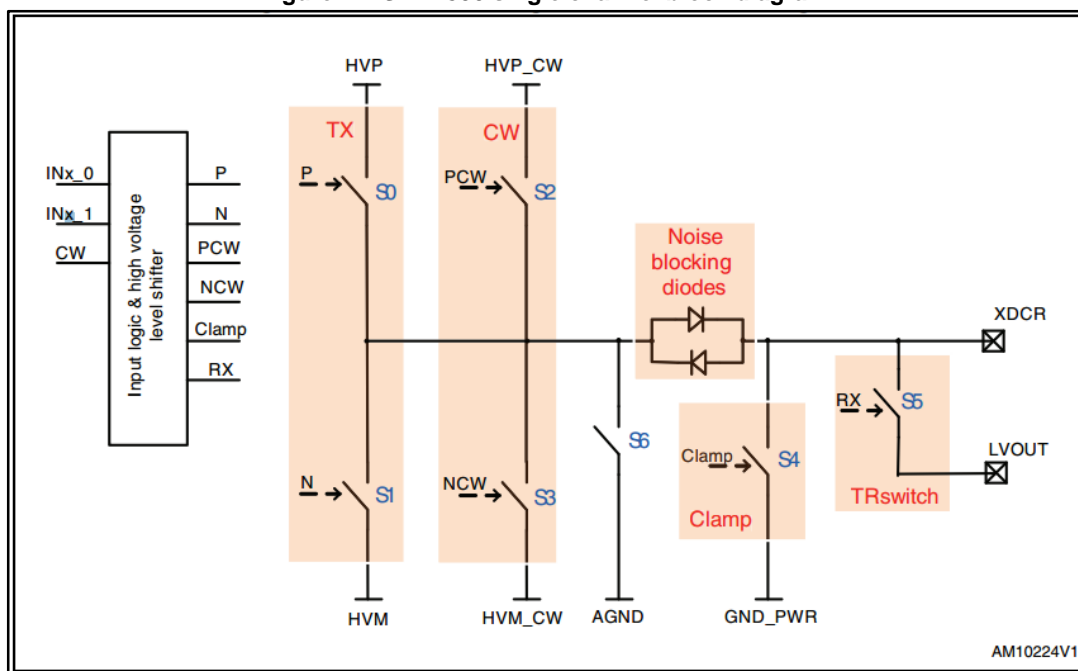 HVP
HVP_CW
TX
CW
INx_0
INx_1
CW
Input logic & high voltage
level shifter
P
N
PCW
NCW
Clamp
RX
P
S0
PCW
S2
Noise
blocking
diodes
XDCR
RX
S5
LVOUT
TRswitch
S6
Clamp
S4
Clamp
N
S1
NCW
S3
HVM
HVM_CW
AGND
GND_PWR
AM10224V1